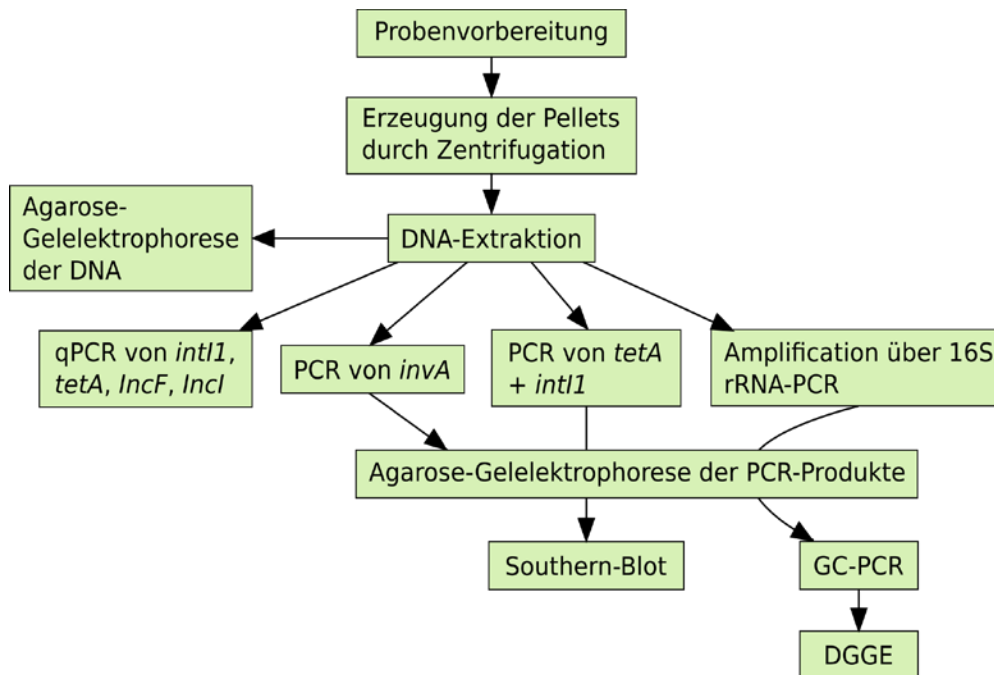 Probenvorbereitung
Erzeugung der Pellets
durch Zentrifugation
Agarose-
Gelelektrophorese
der DNA
DNA-Extraktion
qPCR von intI1,
tetA, IncF, IncI
PCR von invA
PCR von tetA
+ intI1
Amplification über 16S
rRNA-PCR
Agarose-Gelelektrophorese der PCR-Produkte
Southern-Blot
GC-PCR
DGGE